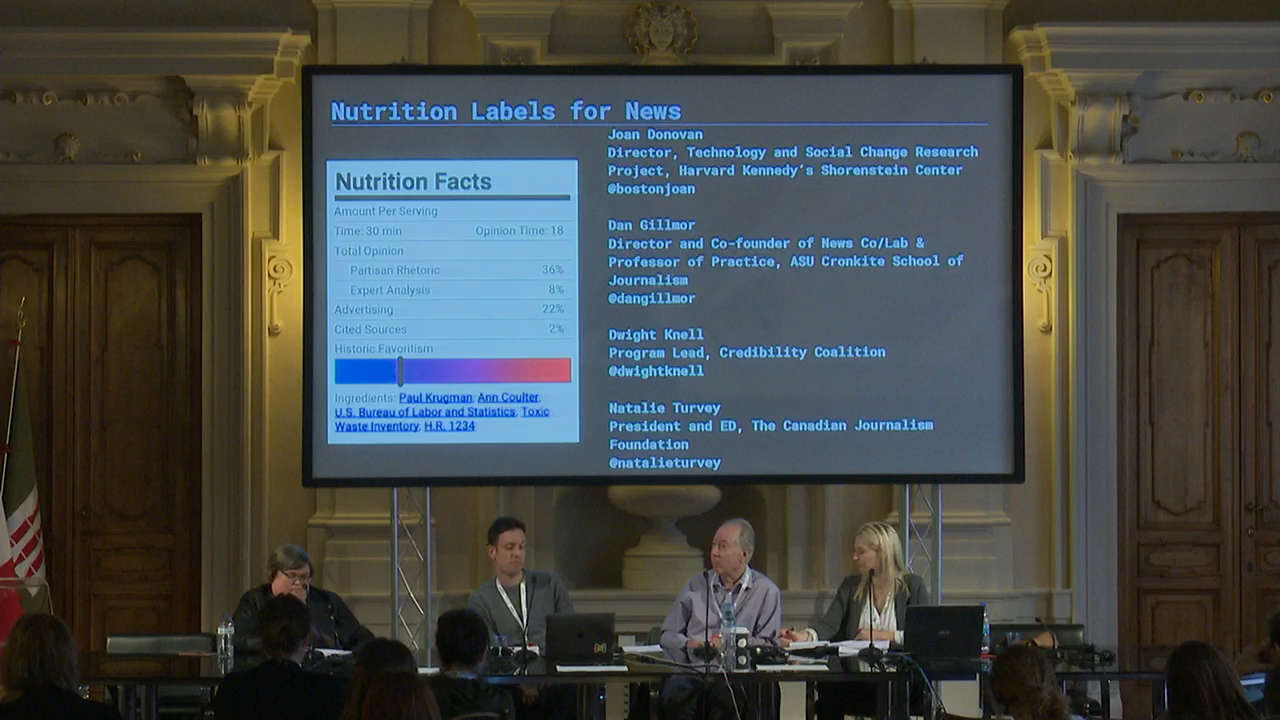 Nutrition Labels for News
Nutrition Facts
Amount Per Serving
Time: 30 min Opinion Time: 18
Total Opinion
Partisan Rhetoric 36%
Expert Analysis 8%
Advertising 22%
Cited Sources 2%
Historic Favoritism
Ingredients: Paul Krugman, Ann Coulter,
U.S. Bureau of Labor and Statistics, Toxic
Waste Inventory, H.R. 1234
Joan Donovan
Director, Technology and Social Change Research
Project, Harvard Kennedy's Shorenstein Center
@bostonjoan
Dan Gillmor
Director and Co-founder of News Co/Lab &
Professor of Practice, ASU Cronkite School of
Journalism
@dangillmor
Dwight Knell
Program Lead, Credibility Coalition
@dwightknell
Natalie Turvey
President and ED, The Canadian Journalism
Foundation
@natalieturvey